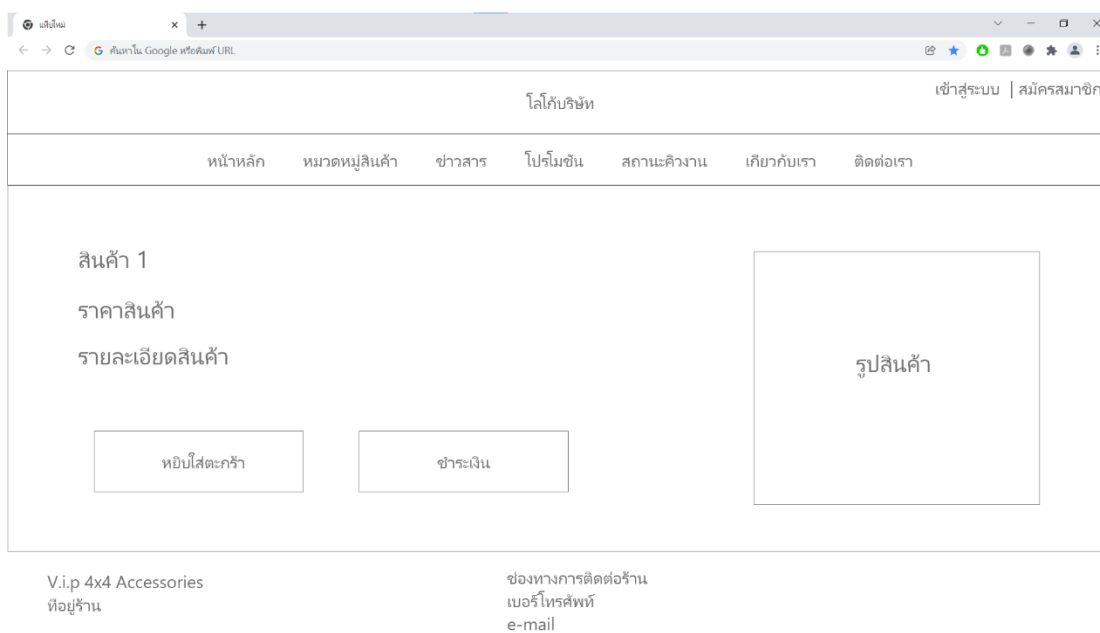 แท็บใหม่
ค้นหาใน Google หรือพิมพ์ URL
เข้าสู่ระบบ | สมัครสมาชิก
โลโก้บริษัท
หน้าหลัก หมวดหมู่สินค้า ข่าวสาร โปรโมชัน สถานะคิวงาน เกียวกับเรา ติดต่อเรา
สินค้า 1
ราคาสินค้า
รายละเอียดสินค้า
รูปสินค้า
หยิบใส่ตะกร้า ชำระเงิน
V.i.p 4x4 Accessories
ทีอยู่ร้าน
ช่องทางการติดต่อร้าน
เบอร์โทรศัพท์
e-mail